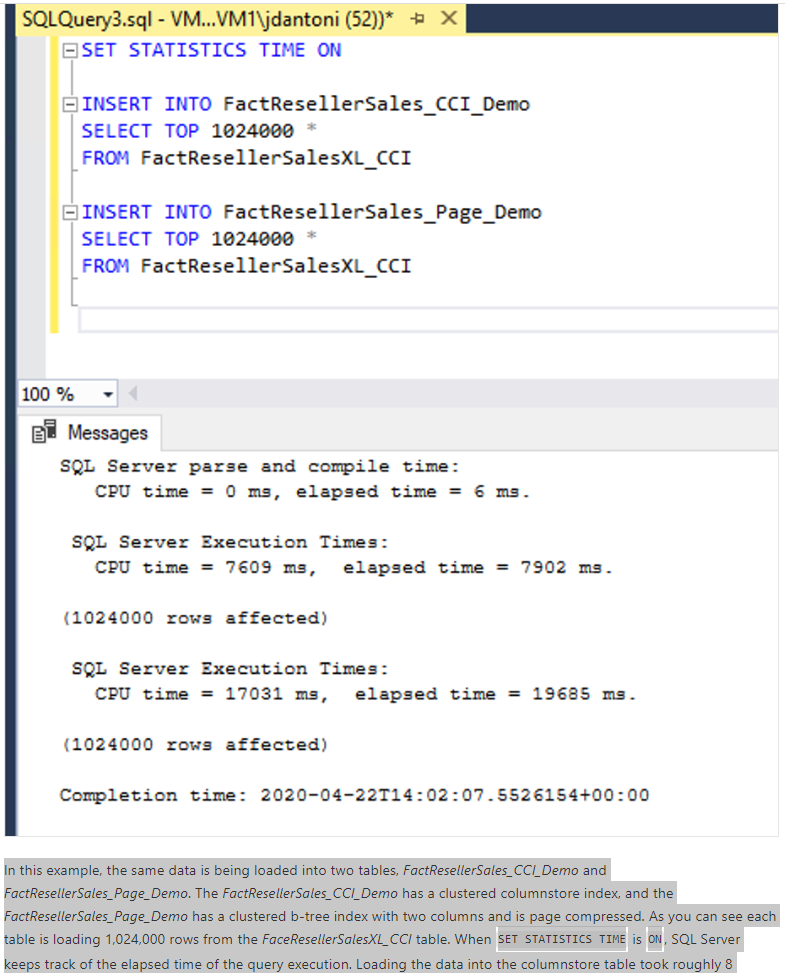 SQLQuery3.sql - VM...VM1\jdantoni (52))*
SET STATISTICS TIME ON
INSERT INTO FactResellerSales_CCI_Demo
SELECT TOP 1024000 *
FROM FactResellerSalesXL_CCI
INSERT INTO FactResellerSales_Page_Demo
SELECT TOP 1024000 *
FROM FactResellerSalesXL_CCI
100 %
Messages
SQL Server parse and compile time:
CPU time = 0 ms, elapsed time = 6 ms.
SQL Server Execution Times:
CPU time = 7609 ms,  elapsed time = 7902 ms.
(1024000 rows affected)
SQL Server Execution Times:
CPU time = 17031 ms,  elapsed time = 19685 ms.
(1024000 rows affected)
Completion time: 2020-04-22T14:02:07.5526154+00:00
In this example, the same data is being loaded into two tables, FactResellerSales_CCI_Demo and
FactResellerSales_Page_Demo. The FactResellerSales_CCI_Demo has a clustered columnstore index, and the
FactResellerSales_Page_Demo has a clustered b-tree index with two columns and is page compressed. As you can see each
table is loading 1,024,000 rows from the FaceResellerSalesXL_CCI table. When SET STATISTICS TIME is ON, SQL Server
keeps track of the elapsed time of the query execution. Loading the data into the columnstore table took roughly 8